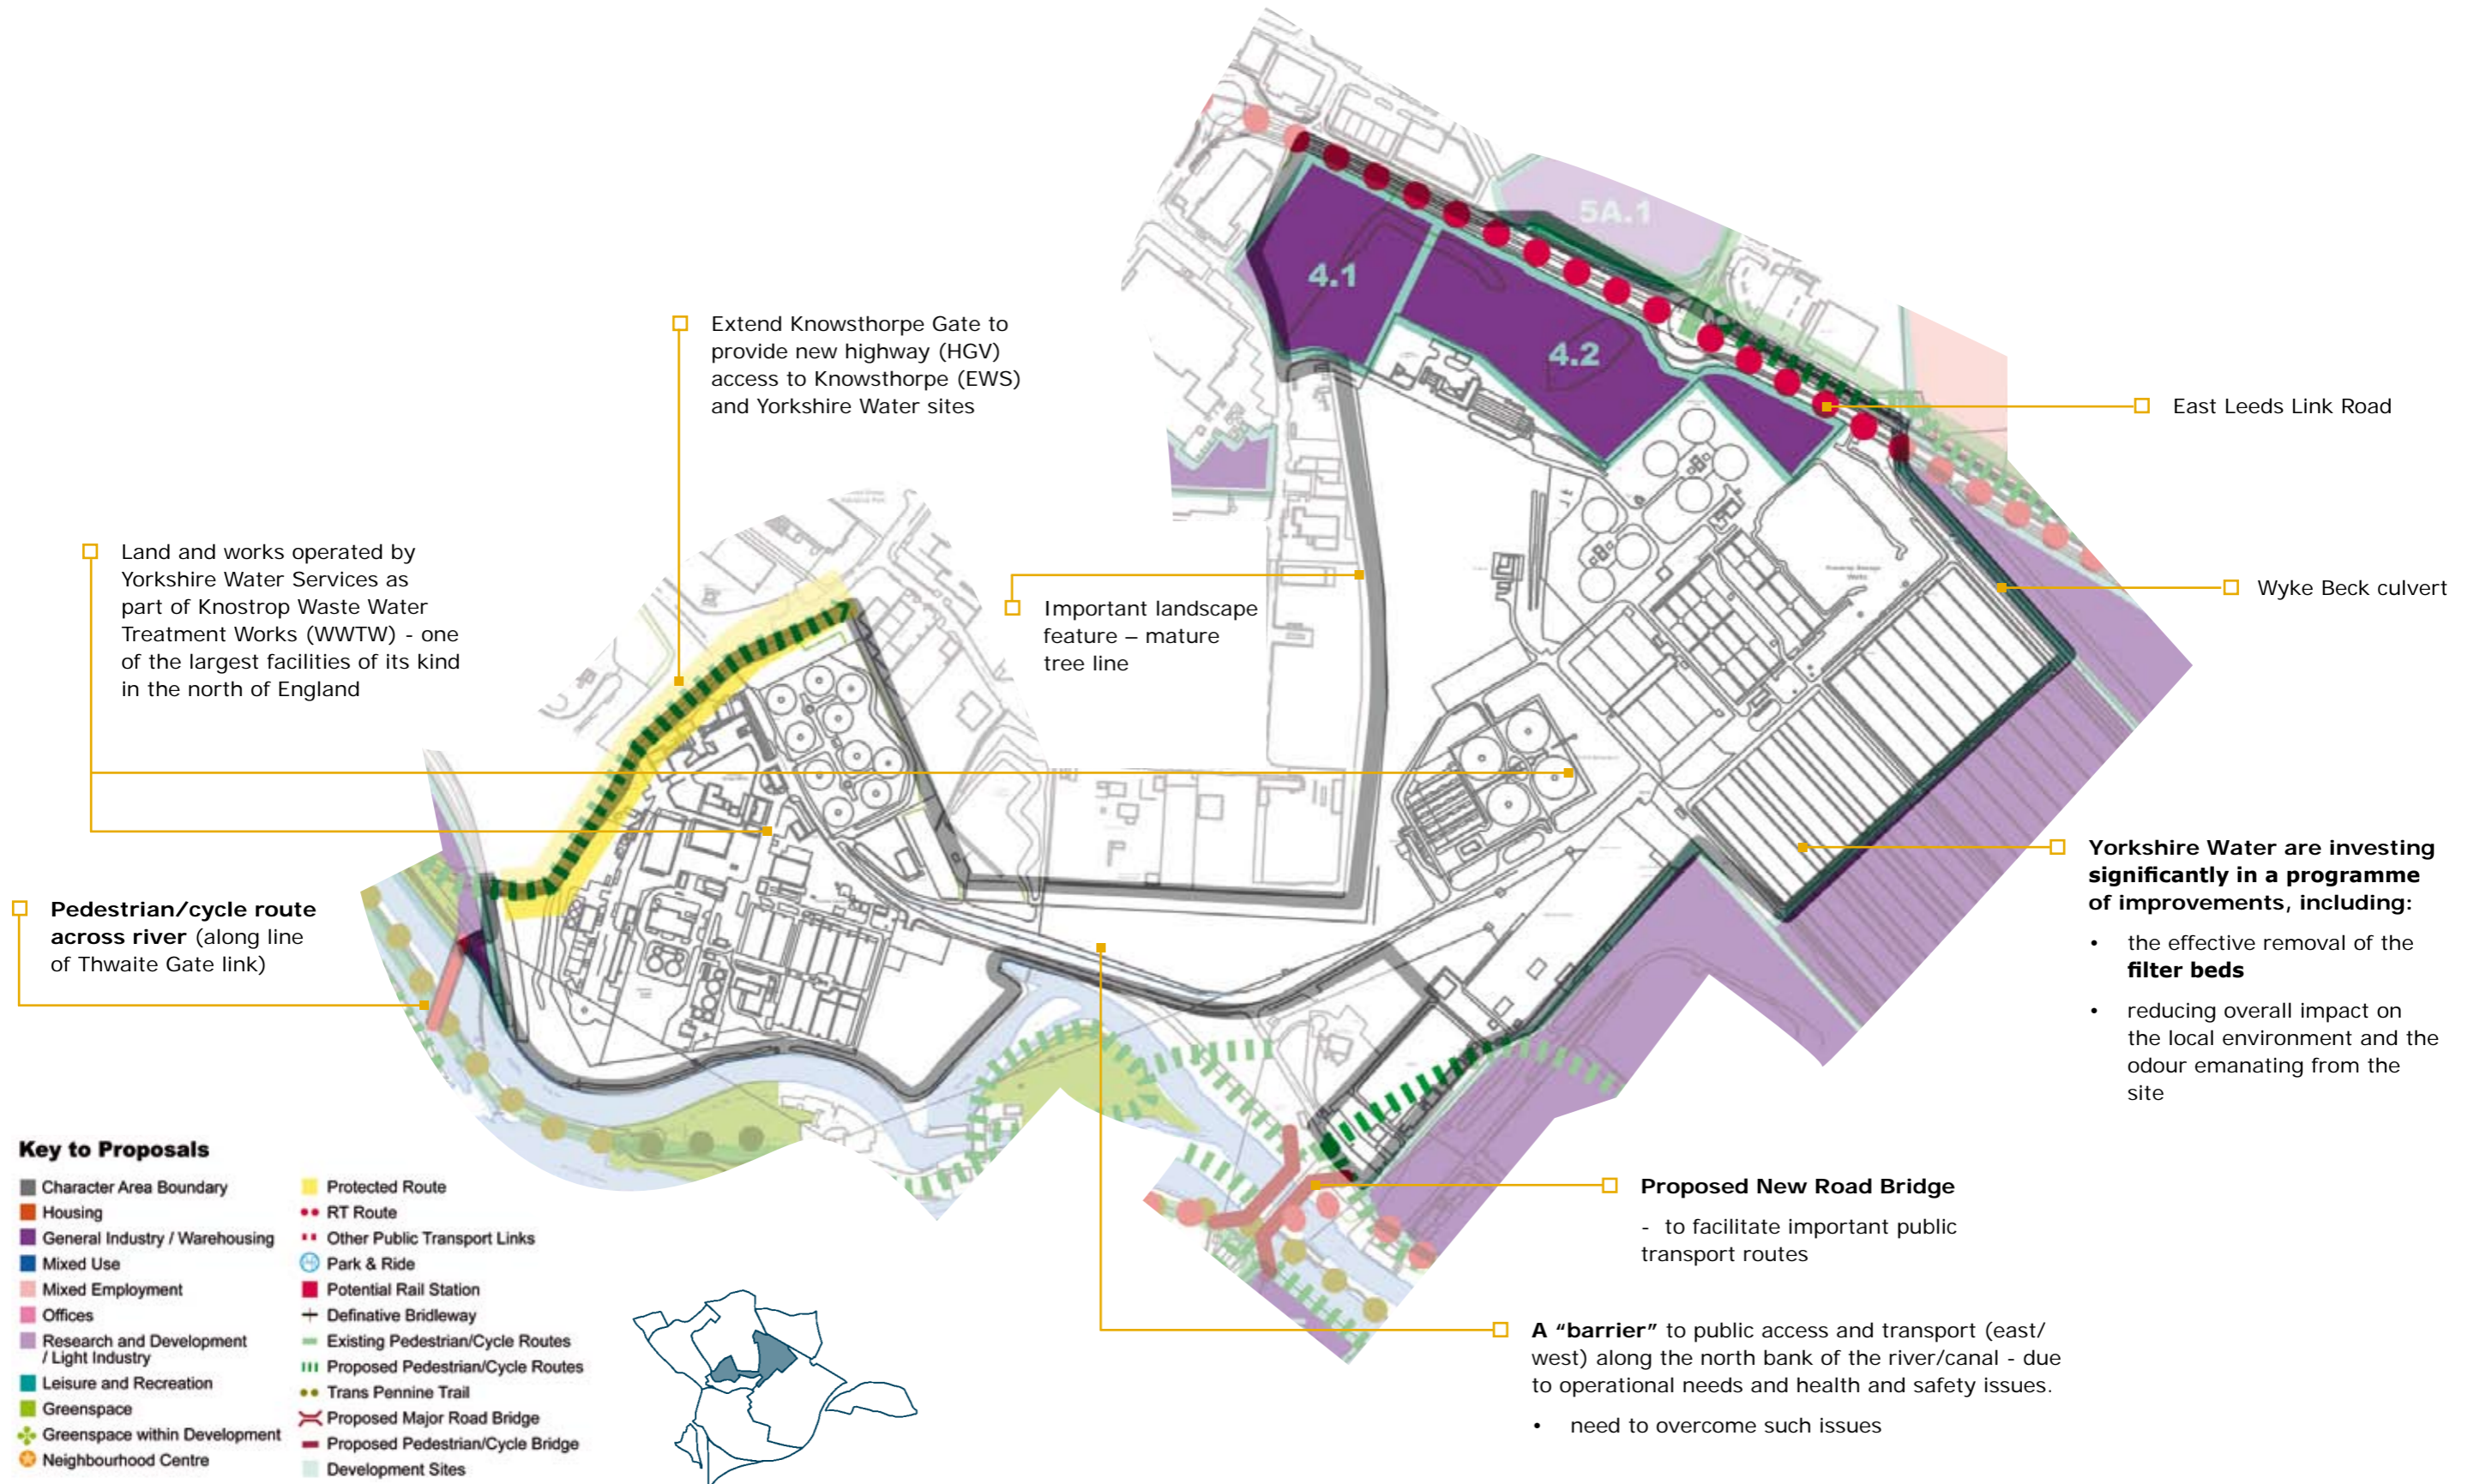 5A.1
4.1
4.2
Extend Knowsthorpe Gate to
provide new highway (HGV)
access to Knowsthorpe (EWS)
and Yorkshire Water sites
East Leeds Link Road
Land and works operated by
Yorkshire Water Services as
part of Knostrop Waste Water
Treatment Works (WWTW) - one
of the largest facilities of its kind
in the north of England
Important landscape
feature – mature
tree line
Wyke Beck culvert
Pedestrian/cycle route
across river (along line
of Thwaite Gate link)
Yorkshire Water are investing
significantly in a programme
of improvements, including:
• the effective removal of the
filter beds
• reducing overall impact on
the local environment and the
odour emanating from the
site
Proposed New Road Bridge
- to facilitate important public
transport routes
A “barrier” to public access and transport (east/
west) along the north bank of the river/canal - due
to operational needs and health and safety issues.
• need to overcome such issues
Key to Proposals
Character Area Boundary
Housing
General Industry / Warehousing
Mixed Use
Mixed Employment
Offices
Research and Development
/ Light Industry
Leisure and Recreation
Greenspace
Greenspace within Development
Neighbourhood Centre
Protected Route
RT Route
Other Public Transport Links
Park & Ride
Potential Rail Station
Definative Bridleway
Existing Pedestrian/Cycle Routes
Proposed Pedestrian/Cycle Routes
Trans Pennine Trail
Proposed Major Road Bridge
Proposed Pedestrian/Cycle Bridge
Development Sites